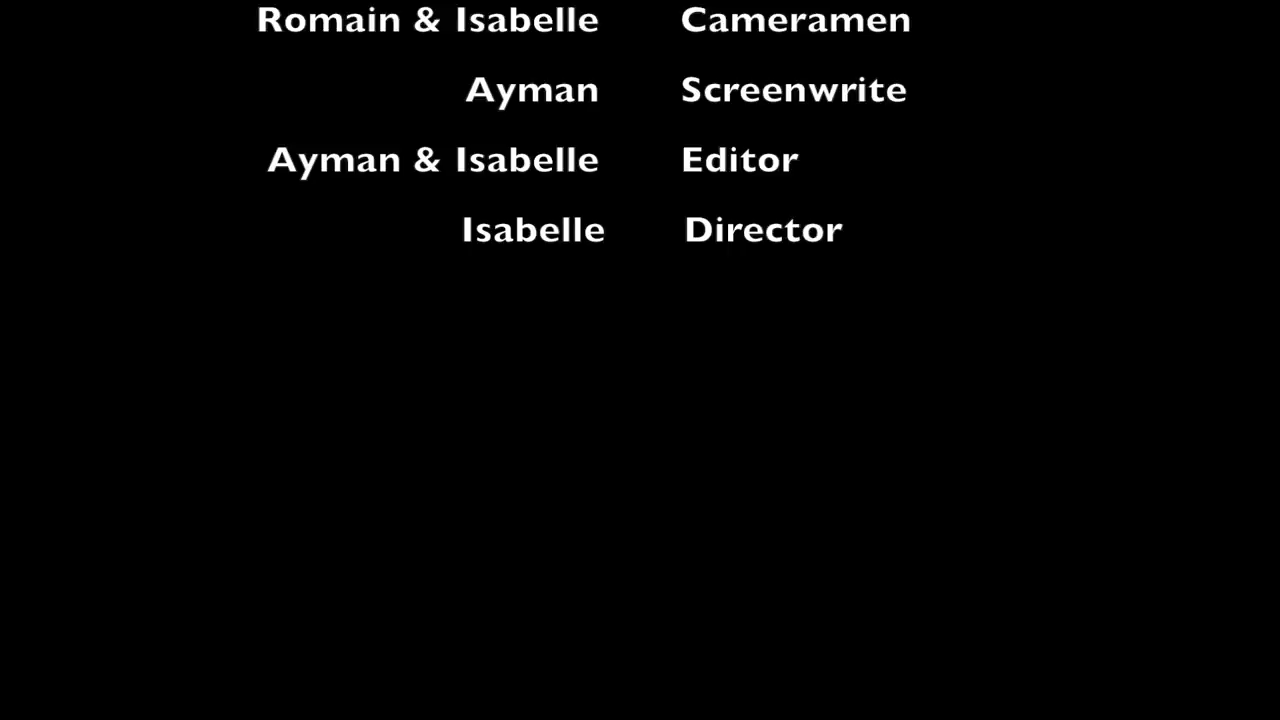 Romain & Isabelle Cameramen
Ayman Screenwrite
Ayman & Isabelle Editor
Isabelle Director